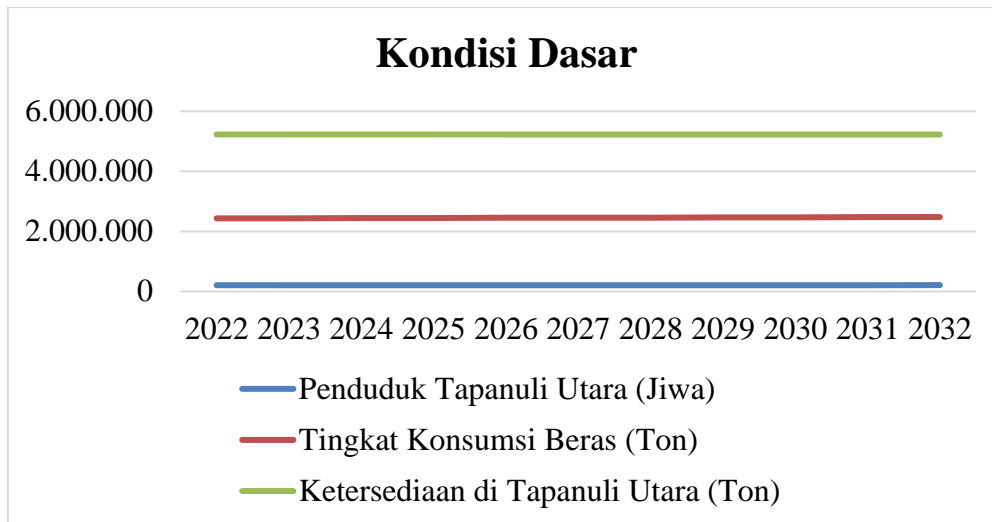 Kondisi Dasar
6.000.000
4.000.000
2.000.000
0
2022 2023 2024 2025 2026 2027 2028 2029 2030 2031 2032
Penduduk Tapanuli Utara (Jiwa)
Tingkat Konsumsi Beras (Ton)
Ketersediaan di Tapanuli Utara (Ton)